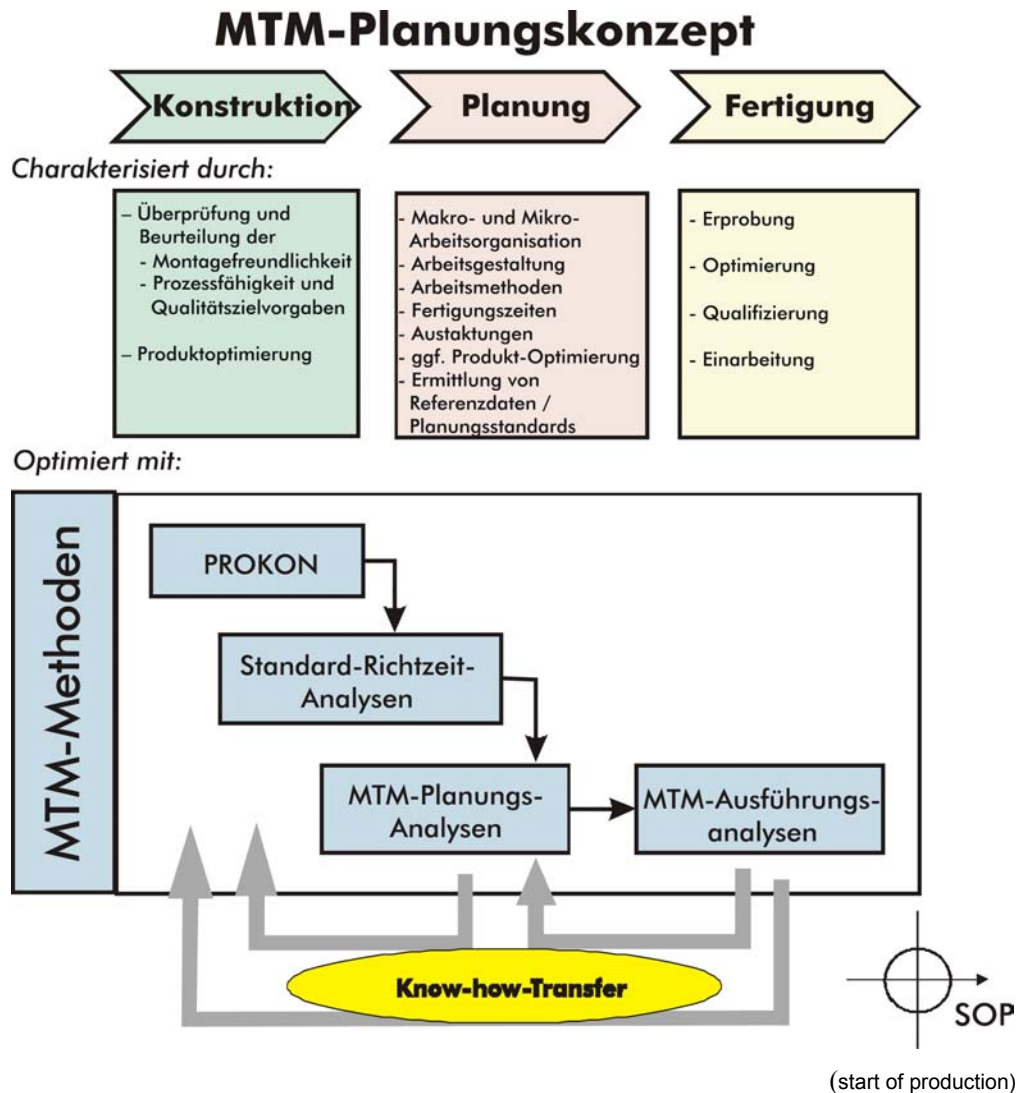 MTM-Planungskonzept
Konstruktion
Planung
Fertigung
Charakterisiert durch:
– Überprüfung und
Beurteilung der
- Montagefreundlichkeit
- Prozessfähigkeit und
Qualitätszielvorgaben
– Produktoptimierung
- Makro- und Mikro-
Arbeitsorganisation
- Arbeitsgestaltung
- Arbeitsmethoden
- Fertigungszeiten
- Austaktungen
- ggf. Produkt-Optimierung
- Ermittlung von
Referenzdaten /
Planungsstandards
- Erprobung
- Optimierung
- Qualifizierung
- Einarbeitung
Optimiert mit:
MTM-Methoden
PROKON
Standard-Richtzeit-
Analysen
MTM-Planungs-
Analysen
MTM-Ausführungs-
analysen
Know-how-Transfer
SOP
(start of production)